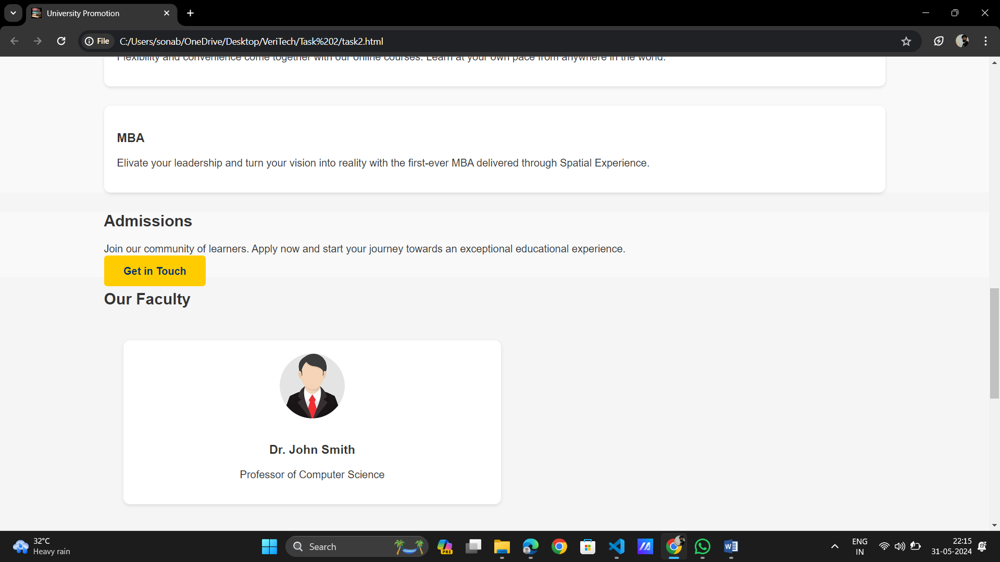 University Promotion
File
C:/Users/sonab/OneDrive/Desktop/VeriTech/Task%202/task2.html
Flexibility and convenience come together with our online courses. Learn at your own pace from anywhere in the world.
MBA
Elivate your leadership and turn your vision into reality with the first-ever MBA delivered through Spatial Experience.
Admissions
Join our community of learners. Apply now and start your journey towards an exceptional educational experience.
Get in Touch
Our Faculty
Dr. John Smith
Professor of Computer Science
32°C
Heavy rain
Search
PRE
ENG
IN
22:15
31-05-2024